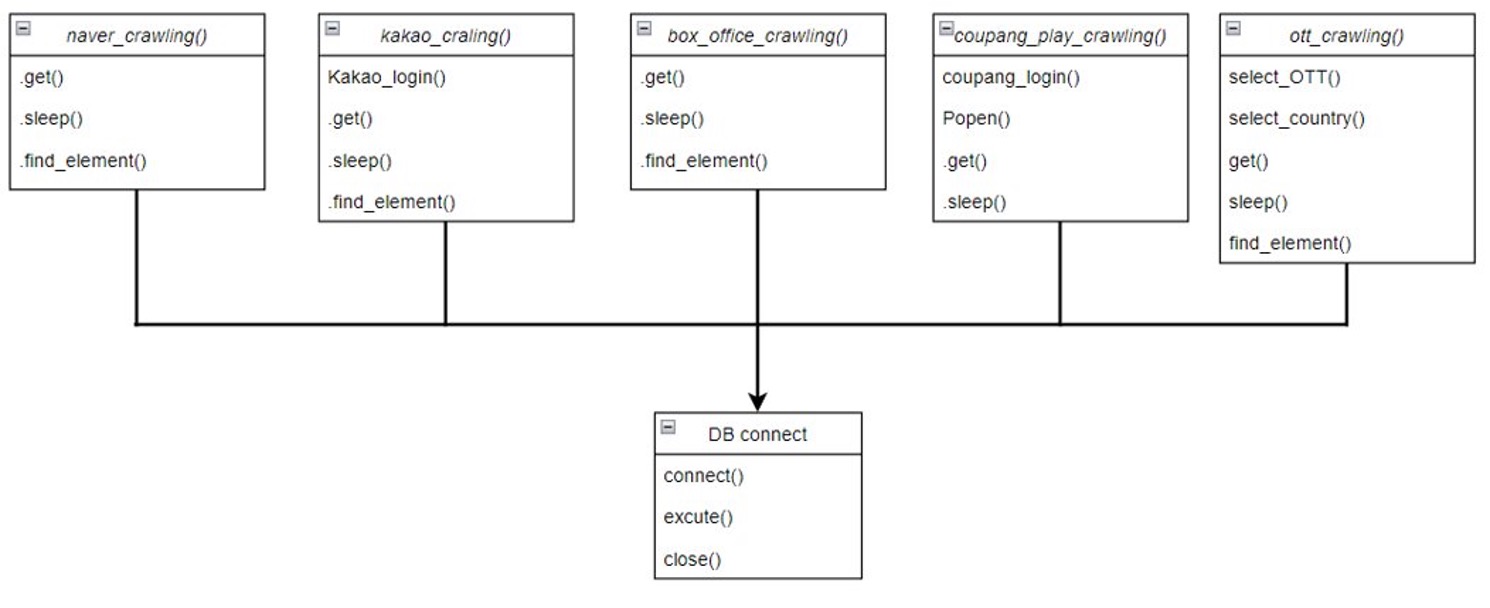 naver_crawling()
.get()
.sleep()
.find_element()
kakao_craling()
Kakao_login()
.get()
.sleep()
.find_element()
box_office_crawling()
.get()
.sleep()
.find_element()
coupang_play_crawling()
coupang_login()
Popen()
.get()
.sleep()
ott_crawling()
select_OTT()
select_country()
get()
sleep()
find_element()
DB connect
connect()
excute()
close()